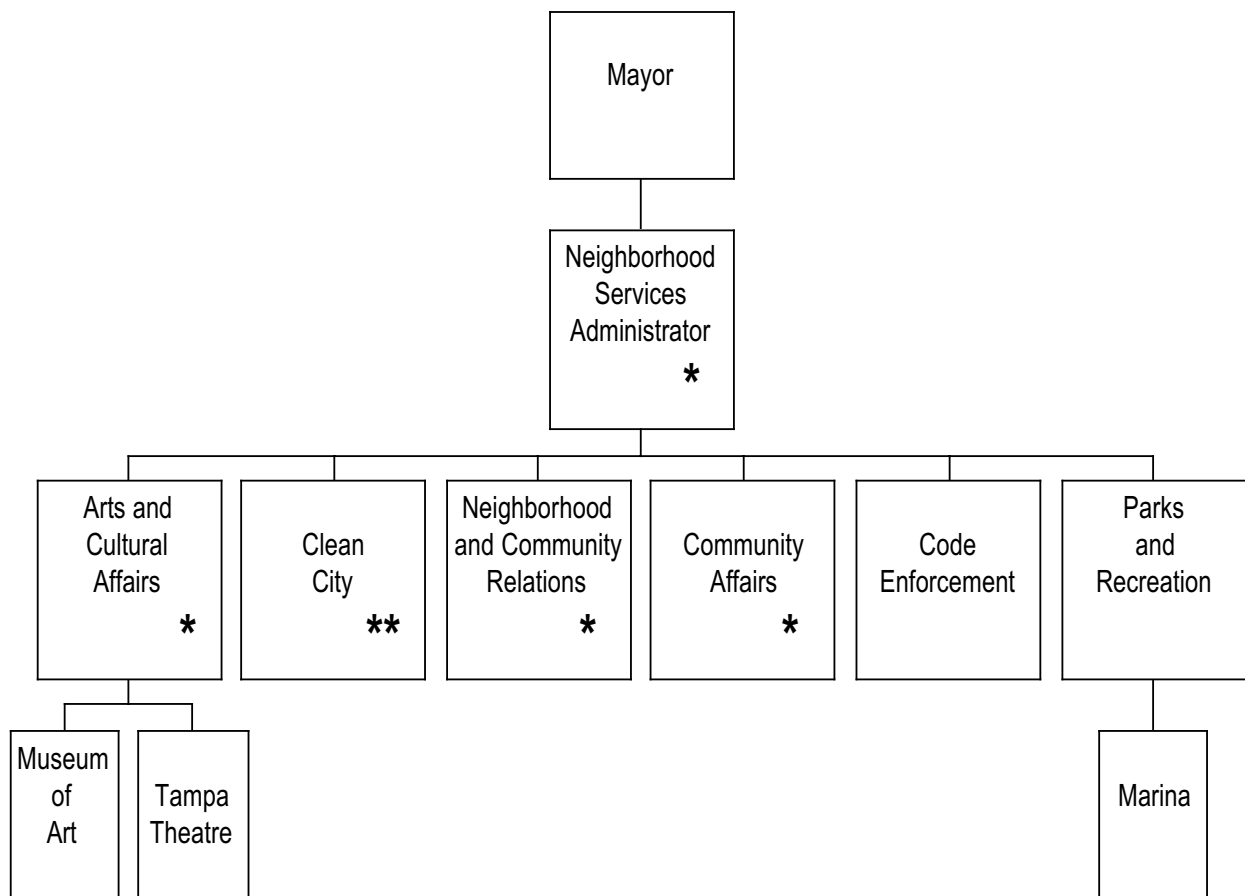 Mayor
Neighborhood
Services
Administrator
*
Arts and
Cultural
Affairs
*
Clean
City
**
Neighborhood
and Community
Relations
*
Community
Affairs
*
Code
Enforcement
Parks
and
Recreation
Museum
of
Art
Tampa
Theatre
Marina